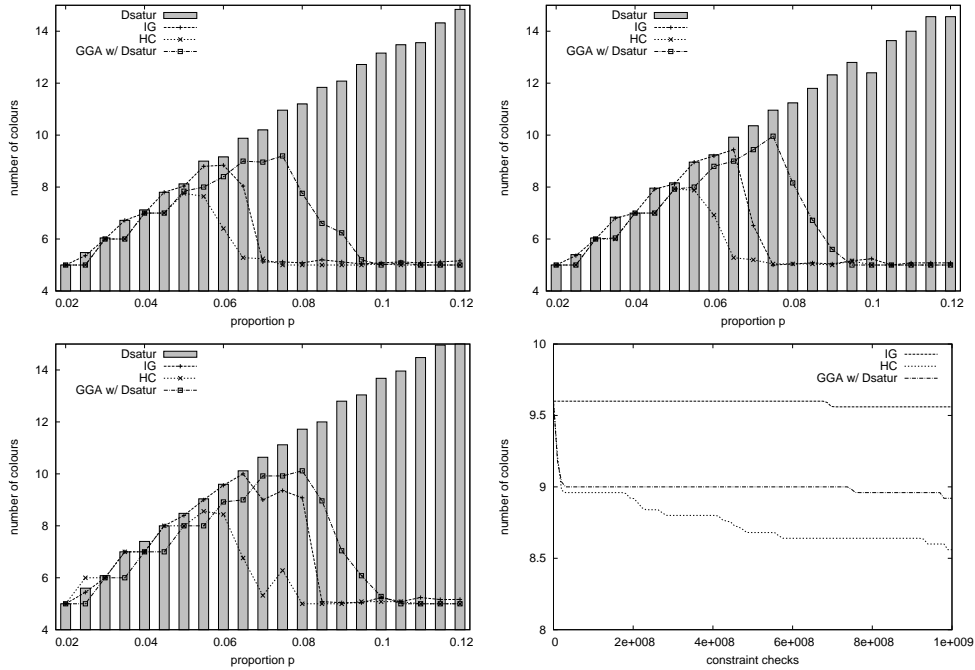 Dsatur
IG
HC
GGA w/ Dsatur
number of colours
14
12
10
8
6
4
0.02 0.04 0.06 0.08 0.1 0.12
proportion p
Dsatur
IG
HC
GGA w/ Dsatur
number of colours
14
12
10
8
6
4
0.02 0.04 0.06 0.08 0.1 0.12
proportion p
Dsatur
IG
HC
GGA w/ Dsatur
number of colours
14
12
10
8
6
4
0.02 0.04 0.06 0.08 0.1 0.12
proportion p
IG
HC
GGA w/ Dsatur
number of colours
10
9.5
9
8.5
8
0 2e+008 4e+008 6e+008 8e+008 1e+009
constraint checks